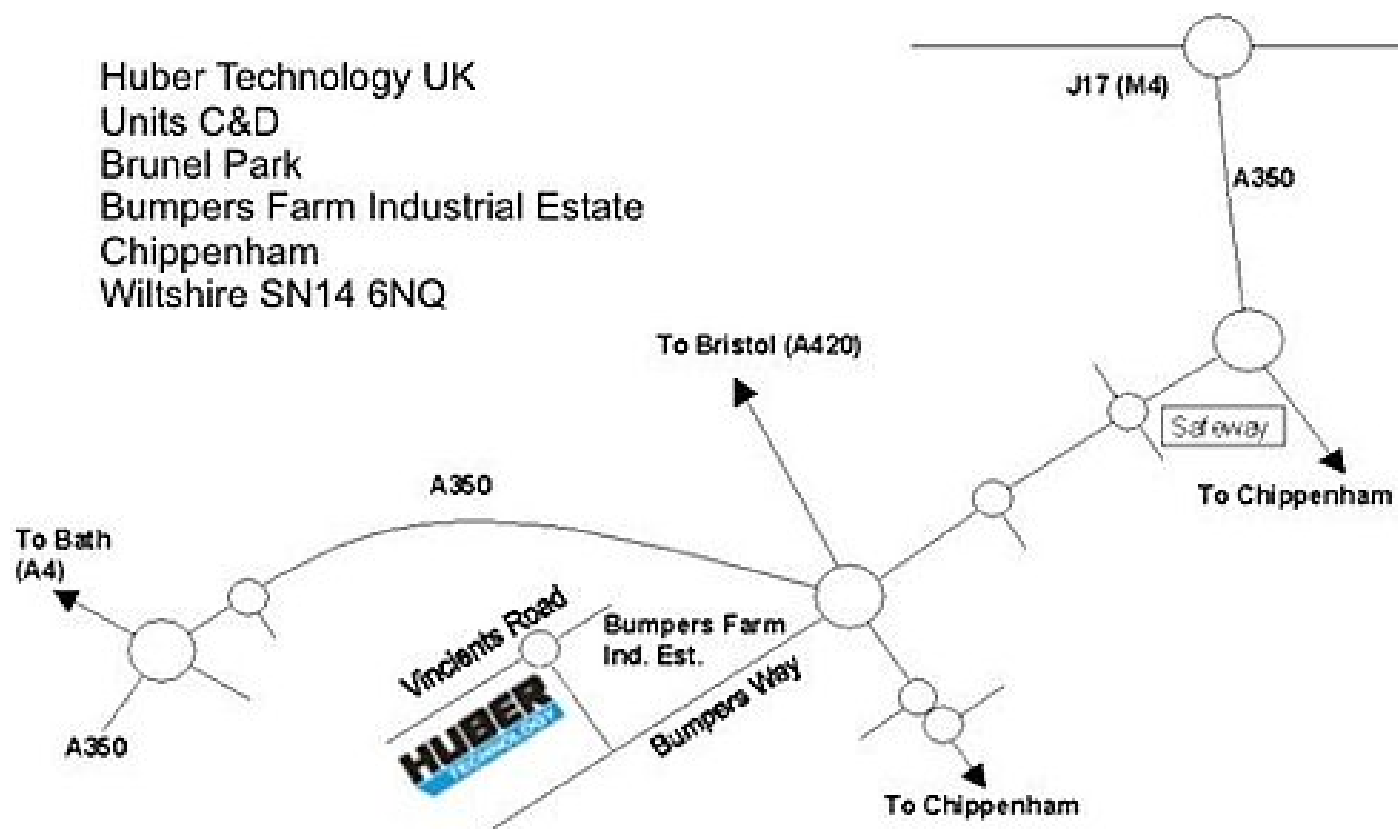 Huber Technology UK
Units C&D
Brunel Park
Bumpers Farm Industrial Estate
Chippenham
Wiltshire SN14 6NQ
J17 (M4)
A350
To Bristol (A420)
Safeway
To Chippenham
A350
To Bath
(A4)
Vincients Road
Bumpers Farm
Ind. Est.
HUBER
TECHNOLOGY
Bumpers Way
A350
To Chippenham